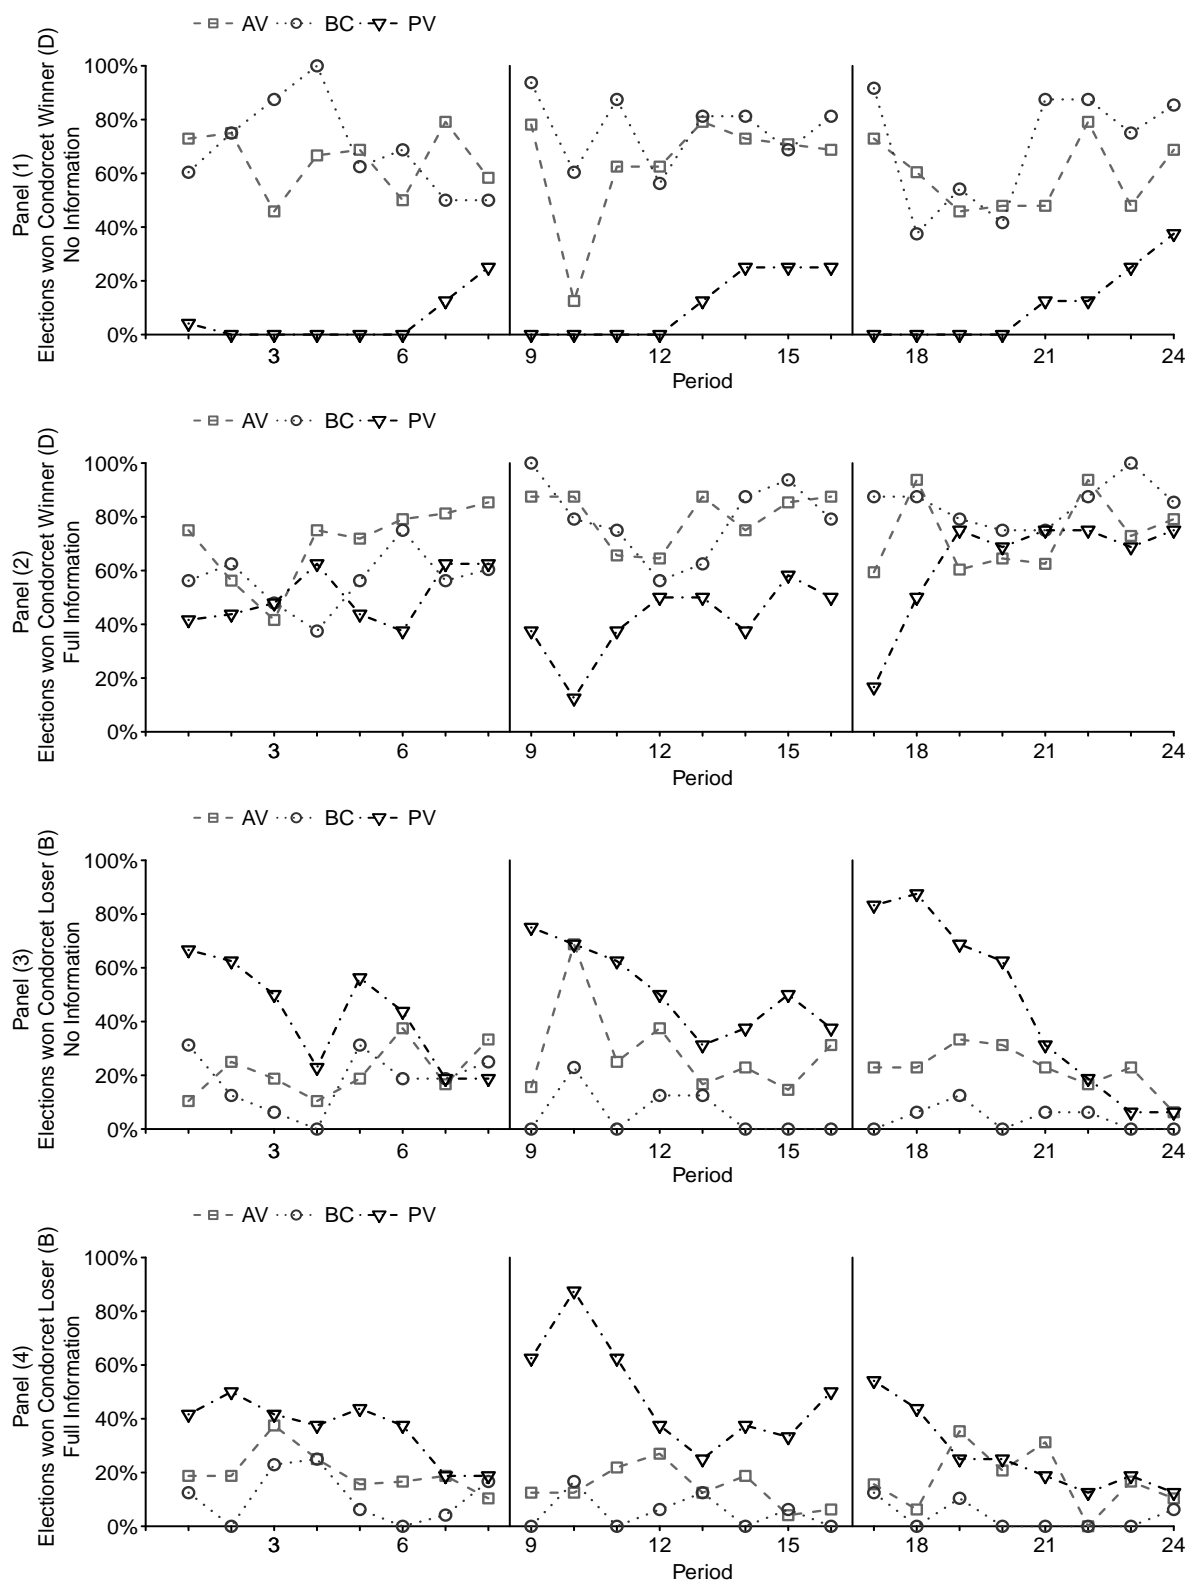 AV BC PV
Panel (1)
Elections won Condorcet Winner (D)
No Information
100%
80%
60%
40%
20%
0%
3 6 9 12 15 18 21 24
Period
AV BC PV
Panel (2)
Elections won Condorcet Winner (D)
Full Information
100%
80%
60%
40%
20%
0%
3 6 9 12 15 18 21 24
Period
AV BC PV
Panel (3)
Elections won Condorcet Loser (B)
No Information
100%
80%
60%
40%
20%
0%
3 6 9 12 15 18 21 24
Period
AV BC PV
Panel (4)
Elections won Condorcet Loser (B)
Full Information
100%
80%
60%
40%
20%
0%
3 6 9 12 15 18 21 24
Period